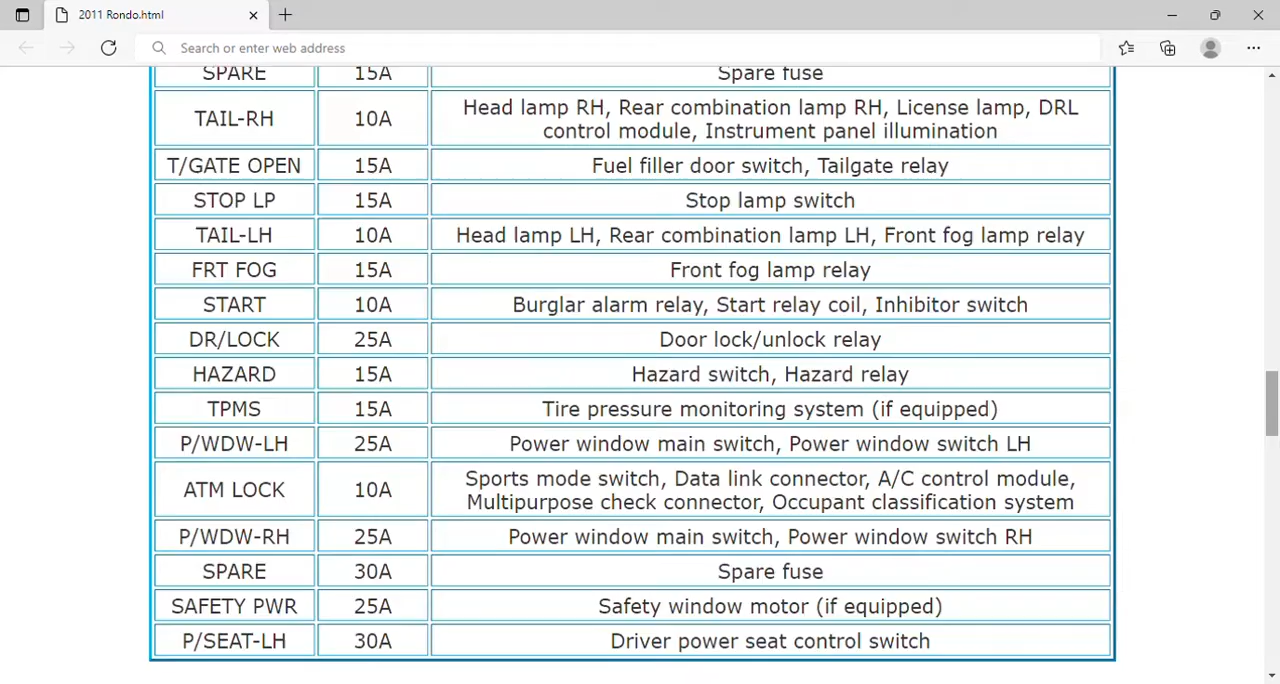 2011 Rondo.html
Search or enter web address
SPARE 15A Spare fuse
TAIL-RH 10A Head lamp RH, Rear combination lamp RH, License lamp, DRL
control module, Instrument panel illumination
T/GATE OPEN 15A Fuel filler door switch, Tailgate relay
STOP LP 15A Stop lamp switch
TAIL-LH 10A Head lamp LH, Rear combination lamp LH, Front fog lamp relay
FRT FOG 15A Front fog lamp relay
START 10A Burglar alarm relay, Start relay coil, Inhibitor switch
DR/LOCK 25A Door lock/unlock relay
HAZARD 15A Hazard switch, Hazard relay
TPMS 15A Tire pressure monitoring system (if equipped)
P/WDW-LH 25A Power window main switch, Power window switch LH
ATM LOCK 10A Sports mode switch, Data link connector, A/C control module,
Multipurpose check connector, Occupant classification system
P/WDW-RH 25A Power window main switch, Power window switch RH
SPARE 30A Spare fuse
SAFETY PWR 25A Safety window motor (if equipped)
P/SEAT-LH 30A Driver power seat control switch